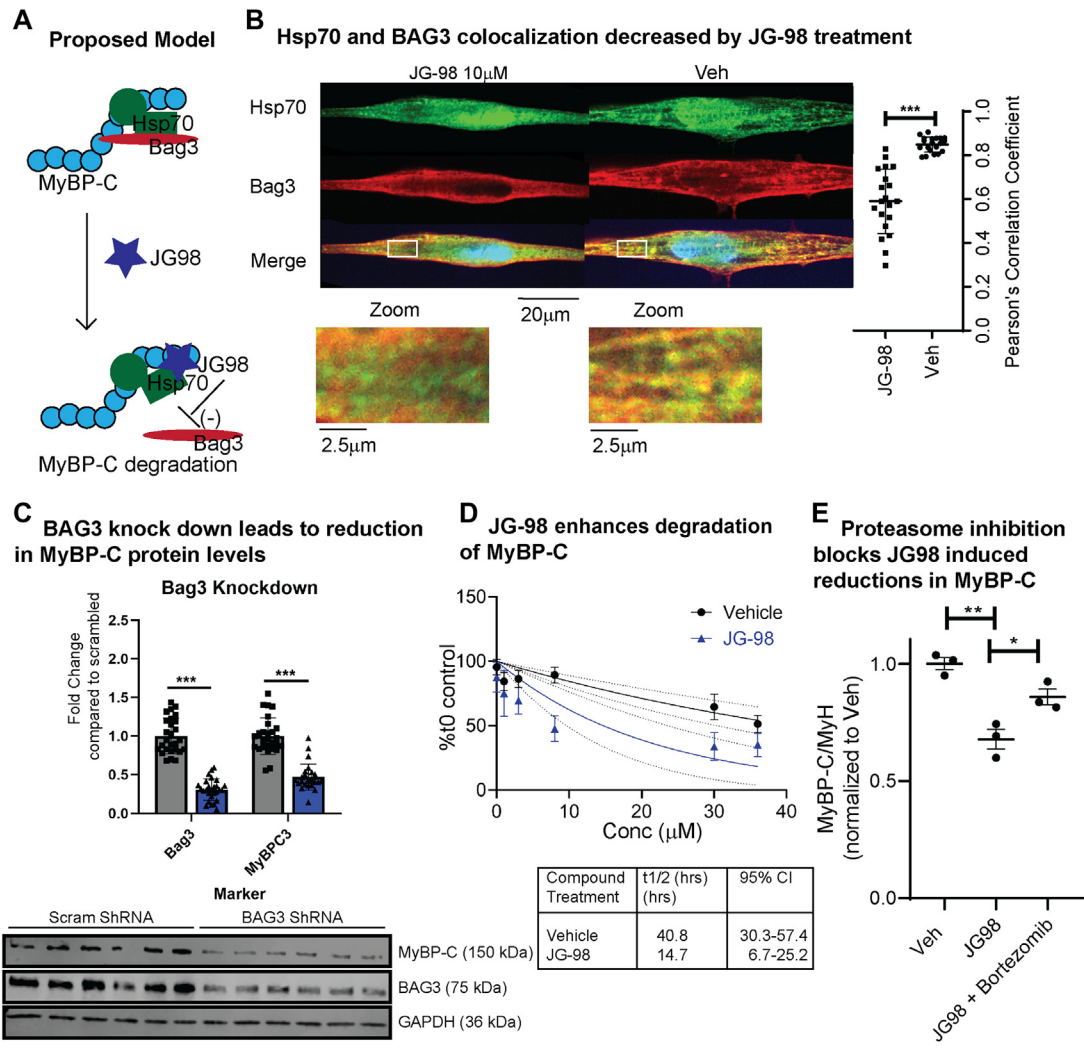 A
Proposed Model
Hsp70
Bag3
MyBP-C
JG98
JG98
Hsp70
(-)
Bag3
MyBP-C degradation
B
Hsp70 and BAG3 colocalization decreased by JG-98 treatment
JG-98 10μM
Veh
Hsp70
Bag3
Merge
20μm
Zoom
Zoom
2.5μm
2.5μm
***
1.0
0.8
0.6
0.4
0.2
0.0
Pearson's Correlation Coefficient
JG-98
Veh
C
BAG3 knock down leads to reduction
in MyBP-C protein levels
Bag3 Knockdown
Fold Change
compared to scrambled
2.5
2.0
1.5
1.0
0.5
0.0
***
***
Bag3
MyBPC3
Marker
Scram ShRNA
BAG3 ShRNA
MyBP-C (150 kDa)
BAG3 (75 kDa)
GAPDH (36 kDa)
D
JG-98 enhances degradation
of MyBP-C
%t0 control
150
100
50
0
Vehicle
JG-98
0
10
20
30
40
Conc (μM)
Compound Treatment
t1/2 (hrs) (hrs)
95% CI
Vehicle 40.8 30.3-57.4
JG-98 14.7 6.7-25.2
E
Proteasome inhibition
blocks JG98 induced
reductions in MyBP-C
**
*
MyBP-C/MyH
(normalized to Veh)
1.0
0.5
0.0
Veh
JG98
JG98 + Bortezomib